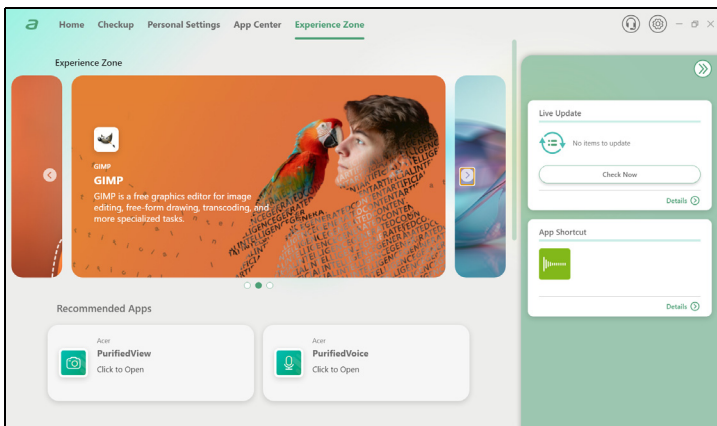 a
Home Checkup Personal Settings App Center Experience Zone
Experience Zone
GIMP
GIMP
GIMP is a free graphics editor for image
editing, free-form drawing, transcoding, and
more specialized tasks.
Recommended Apps
Acer
PurifiedView
Click to Open
Acer
PurifiedVoice
Click to Open
Live Update
No items to update
Check Now
Details
App Shortcut
Details